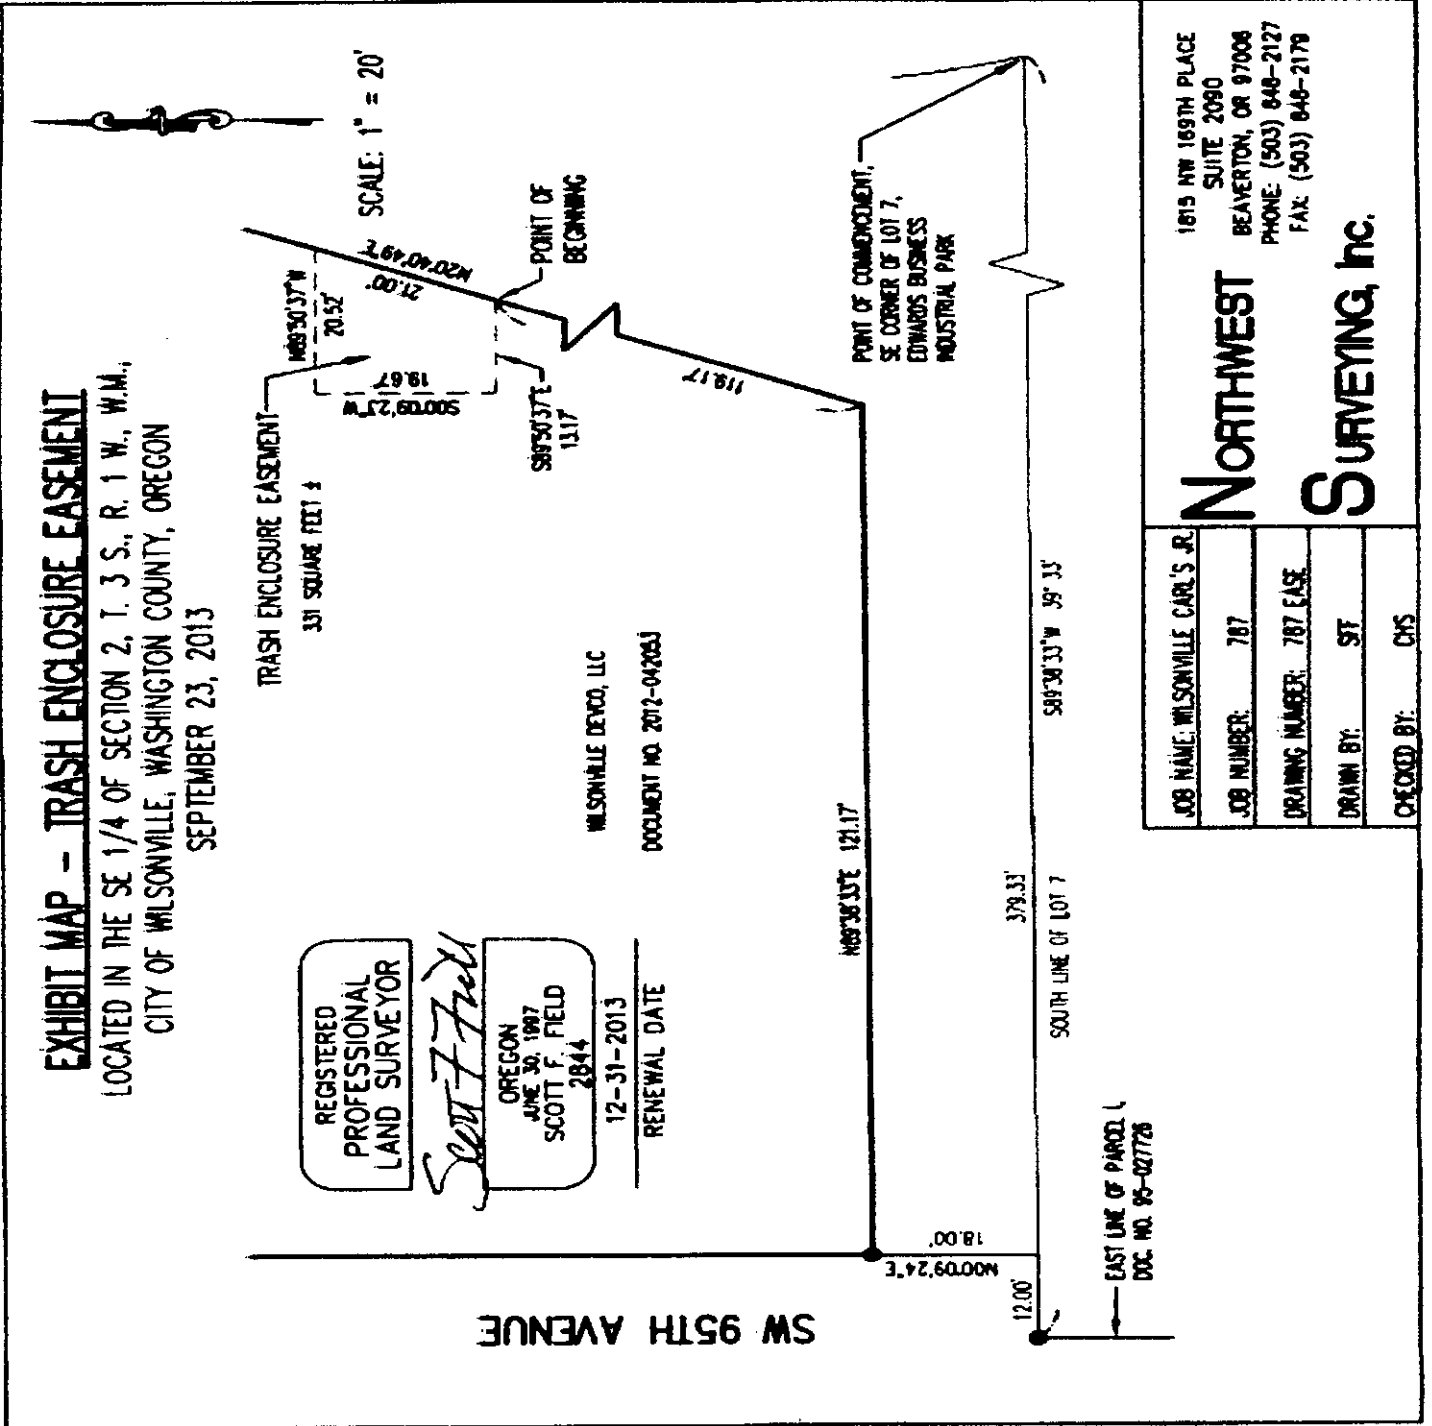 EXHIBIT MAP - TRASH ENCLOSURE EASEMENT
LOCATED IN THE SE 1/4 OF SECTION 2, T. 3 S., R. 1 W., W.M.,
CITY OF WILSONVILLE, WASHINGTON COUNTY, OREGON
SEPTEMBER 23, 2013
SCALE: 1" = 20'
TRASH ENCLOSURE EASEMENT
331 SQUARE FEET ±
N89°50'37"W
20.52'
N20°40'49"E
21.00'
S00°09'23"W
19.67'
S89°50'37"E
13.17'
POINT OF
BEGINNING
119.17'
REGISTERED
PROFESSIONAL
LAND SURVEYOR
Scott F. Field
OREGON
JUNE 30, 1997
SCOTT F. FIELD
2844
12-31-2013
RENEWAL DATE
WILSONVILLE DEVCO, LLC
DOCUMENT NO. 2012-042053
POINT OF COMMENCEMENT,
SE CORNER OF LOT 7,
EDWARDS BUSINESS
INDUSTRIAL PARK
SW 95TH AVENUE
N89°38'33"E 121.17'
N00°09'24"E
18.00'
12.00'
379.33'
S89°38'33"W 39 33'
SOUTH LINE OF LOT 7
EAST LINE OF PARCEL I,
DOC. NO. 95-027726
JOB NAME: WILSONVILLE CARL'S JR.
JOB NUMBER: 787
DRAWING NUMBER: 787 EASE
DRAWN BY: SFF
CHECKED BY: CMS
NORTHWEST
SURVEYING, Inc.
1815 NW 169TH PLACE
SUITE 2090
BEAVERTON, OR 97006
PHONE: (503) 848-2127
FAX: (503) 848-2179